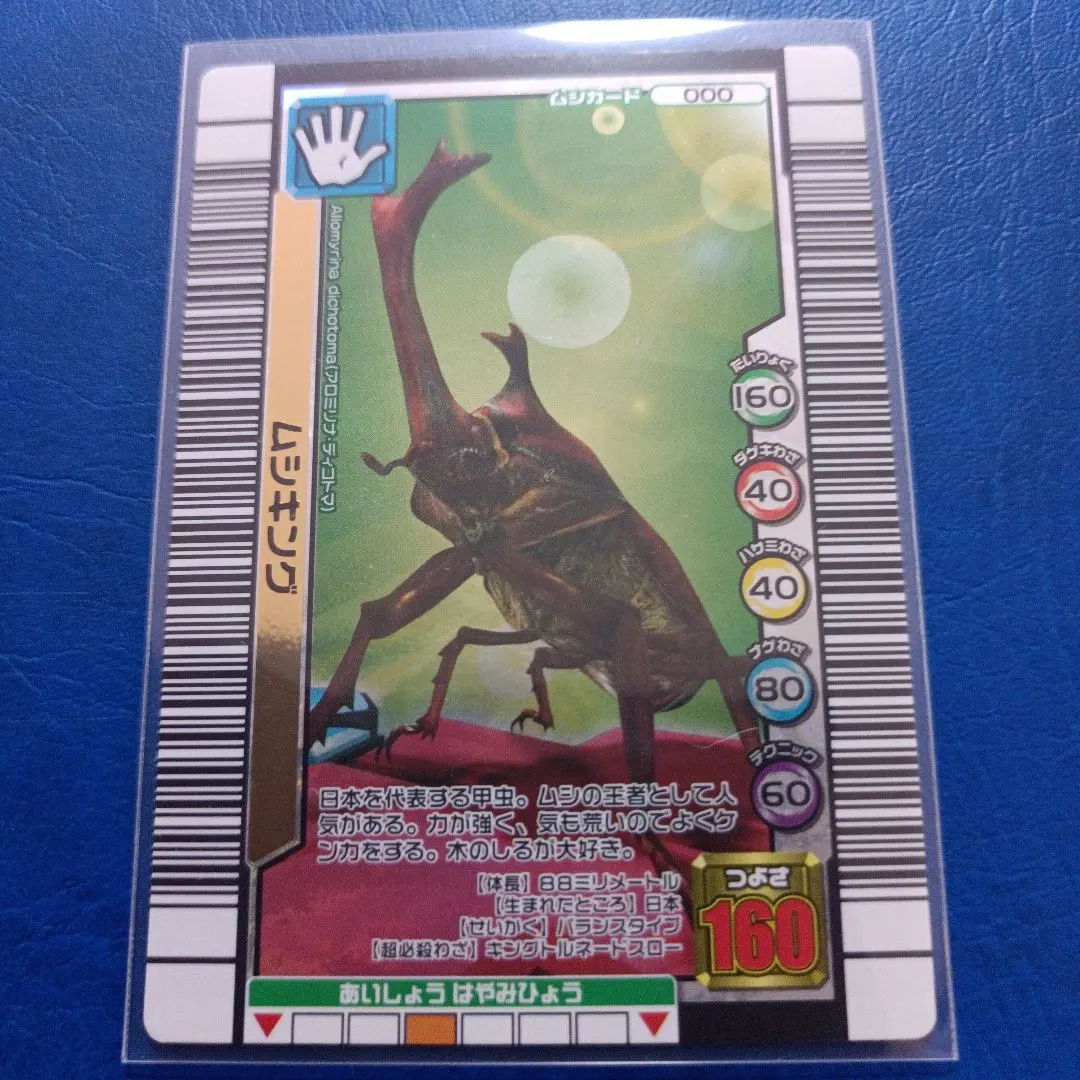 ムシカード 000
Allomyrina dichotoma(アロミリナ・ディコトマ)
ムシキング
たいりょく
160
ダゲキわざ
40
ハサミわざ
40
ナゲわざ
80
テクニック
60
日本を代表する甲虫。ムシの王者として人
気がある。力が強く、気も荒いのでよくケ
ンカをする。木のしるが大好き。
【体長】88ミリメートル
【生まれたところ】日本
【せいかく】バランスタイプ
【超必殺わざ】キングトルネードスロー
つよさ
160
あいしょう はやみひょう